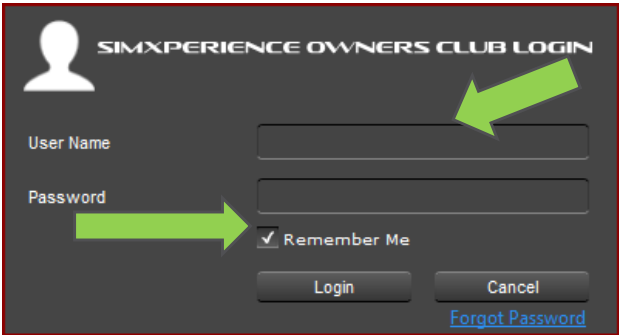 SIMXPERIENCE OWNERS CLUB LOGIN
User Name
Password
Remember Me
Login Cancel
Forgot Password